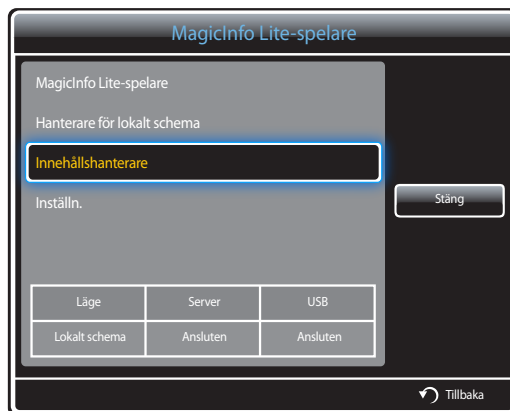 MagicInfo Lite-spelare
MagicInfo Lite-spelare
Hanterare för lokalt schema
Innehållshanterare
Inställn.
Stäng
Läge Server USB
Lokalt schema Ansluten Ansluten
Tillbaka